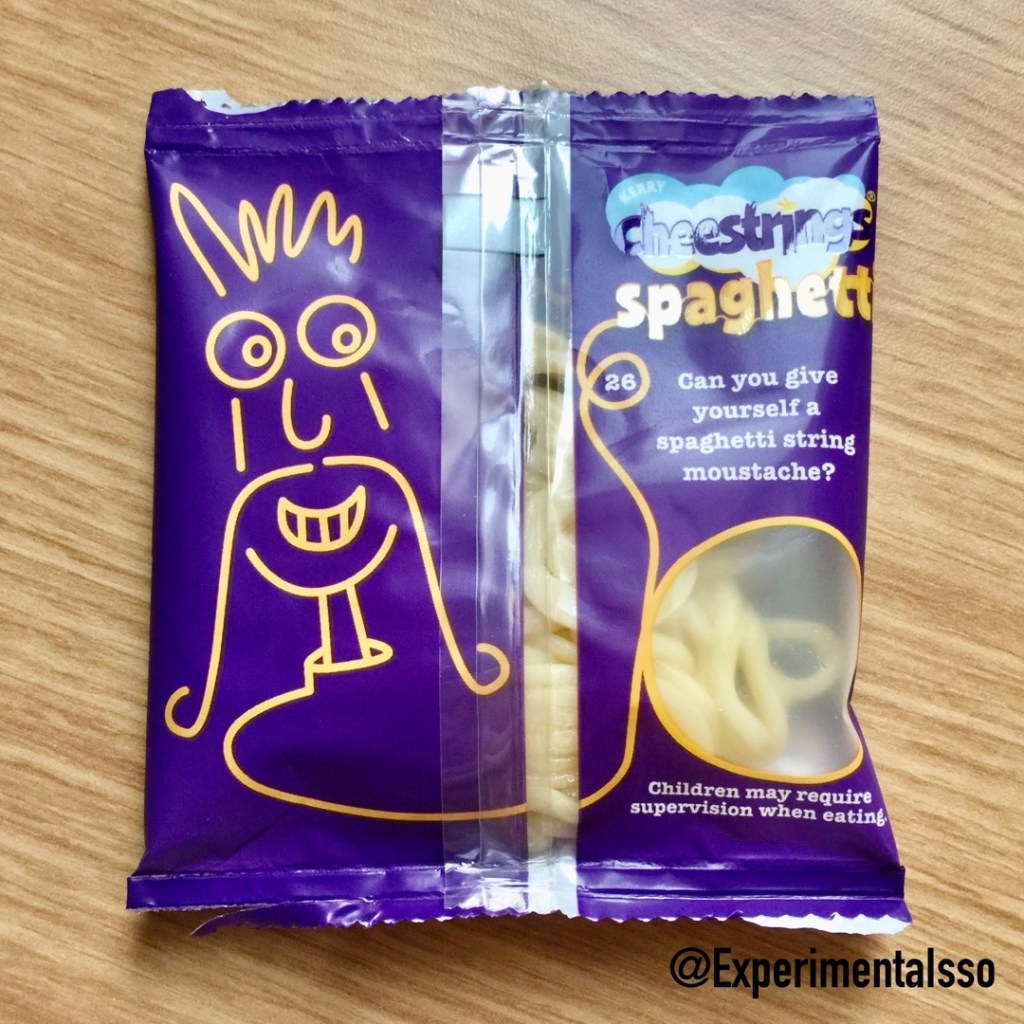 KERRY
cheestrings®
spaghett
26
Can you give
yourself a
spaghetti string
moustache?
Children may require
supervision when eating.
@Experimentalsso